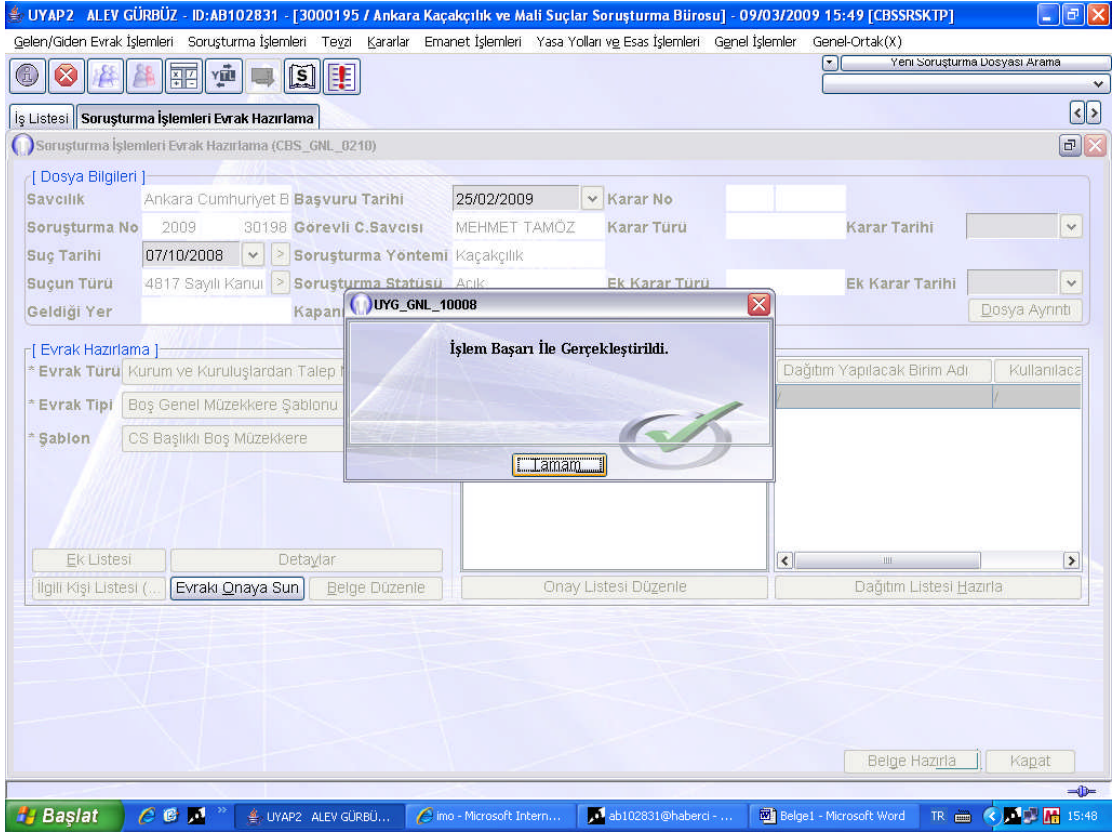 UYAP2 ALEV GÜRBÜZ - ID:AB102831 - [3000195 / Ankara Kaçakçılık ve Mali Suçlar Soruşturma Bürosu] - 09/03/2009 15:49 [CBSSRSKTP]
Gelen/Giden Evrak İşlemleri Soruşturma İşlemleri Tevzi Kararlar Emanet İşlemleri Yasa Yolları ve Esas İşlemleri Genel İşlemler Genel-Ortak(X)
Yeni Soruşturma Dosyası Arama
İş Listesi Soruşturma İşlemleri Evrak Hazırlama
Soruşturma İşlemleri Evrak Hazırlama (CBS_GNL_0210)
[ Dosya Bilgileri ]
Savcılık Ankara Cumhuriyet B Başvuru Tarihi 25/02/2009 Karar No
Soruşturma No 2009 30198 Görevli C.Savcısı MEHMET TAMÖZ Karar Türü Karar Tarihi
Suç Tarihi 07/10/2008 > Soruşturma Yöntemi Kaçakçılık
Suçun Türü 4817 Sayılı Kanun > Soruşturma Statüsü Açık Ek Karar Türü Ek Karar Tarihi
Geldiği Yer Kapanı Dosya Ayrıntı
UYG_GNL_10008
İşlem Başarı İle Gerçekleştirildi.
Tamam
[ Evrak Hazırlama ]
* Evrak Türü Kurum ve Kuruluşlardan Talep Dağıtım Yapılacak Birim Adı Kullanılaca
* Evrak Tipi Boş Genel Müzekkere Şablonu / /
* Şablon CS Başlıklı Boş Müzekkere
Ek Listesi Detaylar
İlgili Kişi Listesi (... Evrakı Onaya Sun Belge Düzenle Onay Listesi Düzenle Dağıtım Listesi Hazırla
Belge Hazırla Kapat
Başlat UYAP2 ALEV GÜRBÜ... imo - Microsoft Intern... ab102831@haberci - ... Belge1 - Microsoft Word TR 15:48